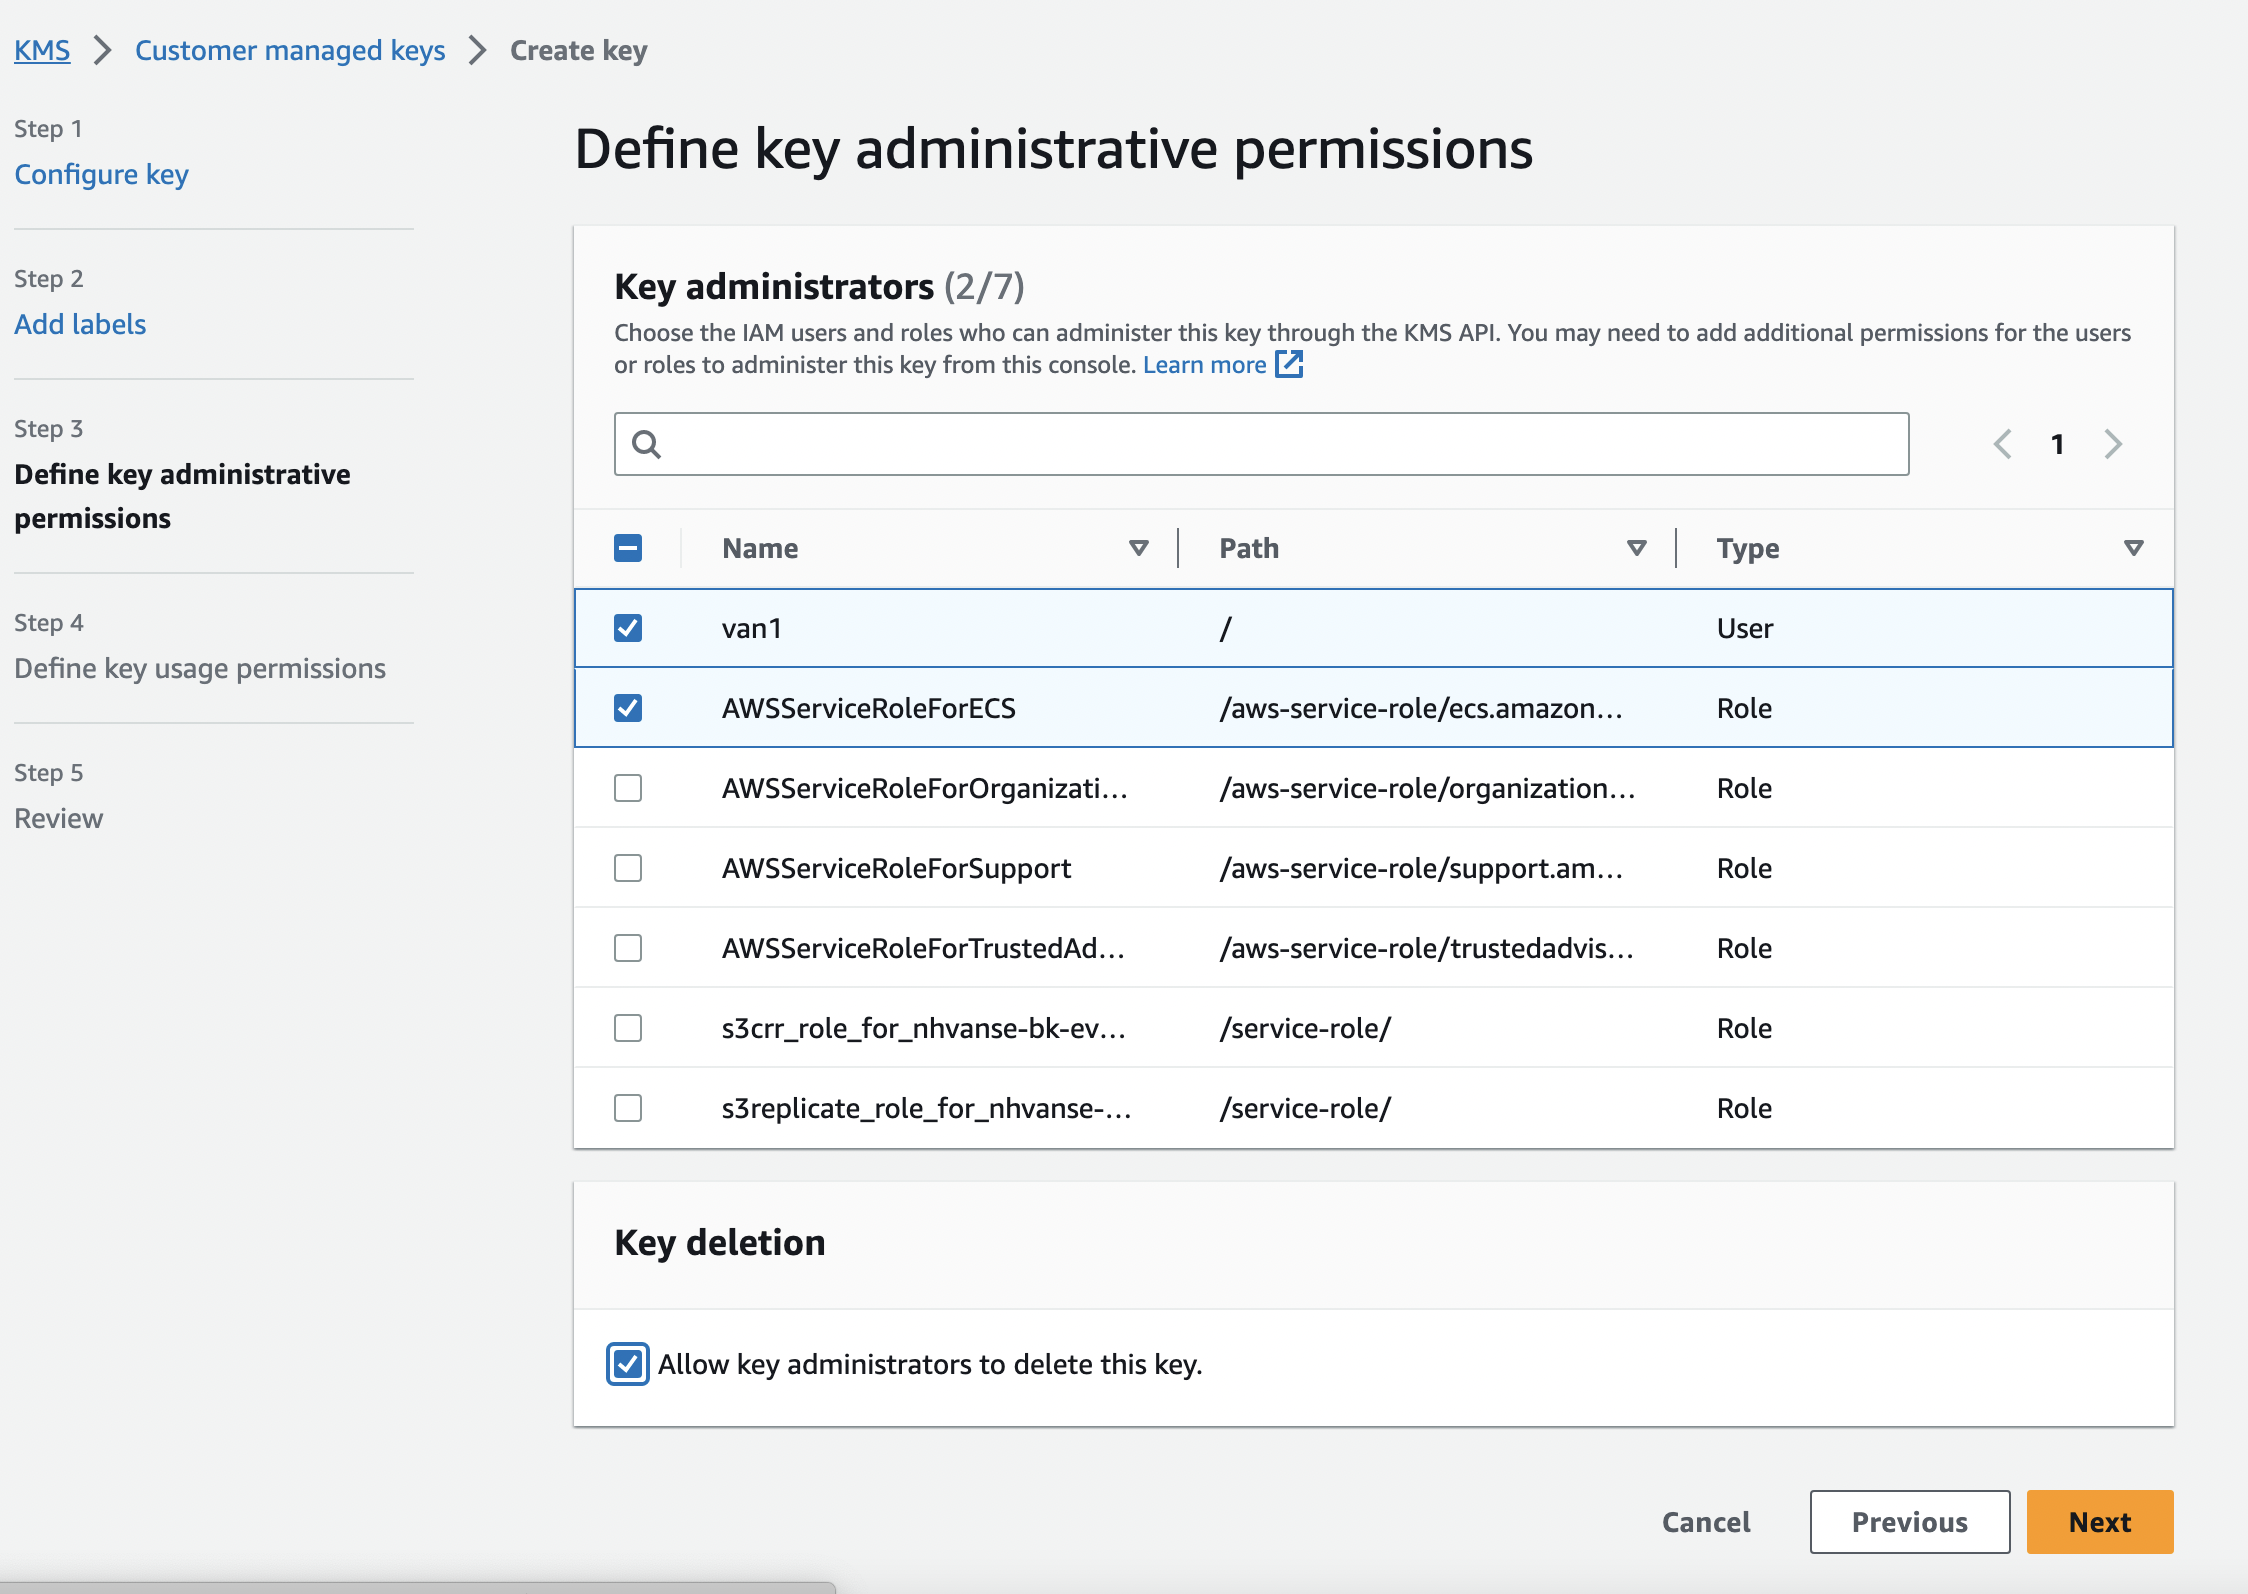 KMS > Customer managed keys > Create key
Step 1
Configure key
Step 2
Add labels
Step 3
Define key administrative
permissions
Step 4
Define key usage permissions
Step 5
Review
Define key administrative permissions
Key administrators (2/7)
Choose the IAM users and roles who can administer this key through the KMS API. You may need to add additional permissions for the users
or roles to administer this key from this console. Learn more
1
Name Path Type
van1 / User
AWSServiceRoleForECS /aws-service-role/ecs.amazon... Role
AWSServiceRoleForOrganizati... /aws-service-role/organization... Role
AWSServiceRoleForSupport /aws-service-role/support.am... Role
AWSServiceRoleForTrustedAd... /aws-service-role/trustedadvis... Role
s3crr_role_for_nhvanse-bk-ev... /service-role/ Role
s3replicate_role_for_nhvanse-... /service-role/ Role
Key deletion
Allow key administrators to delete this key.
Cancel Previous Next